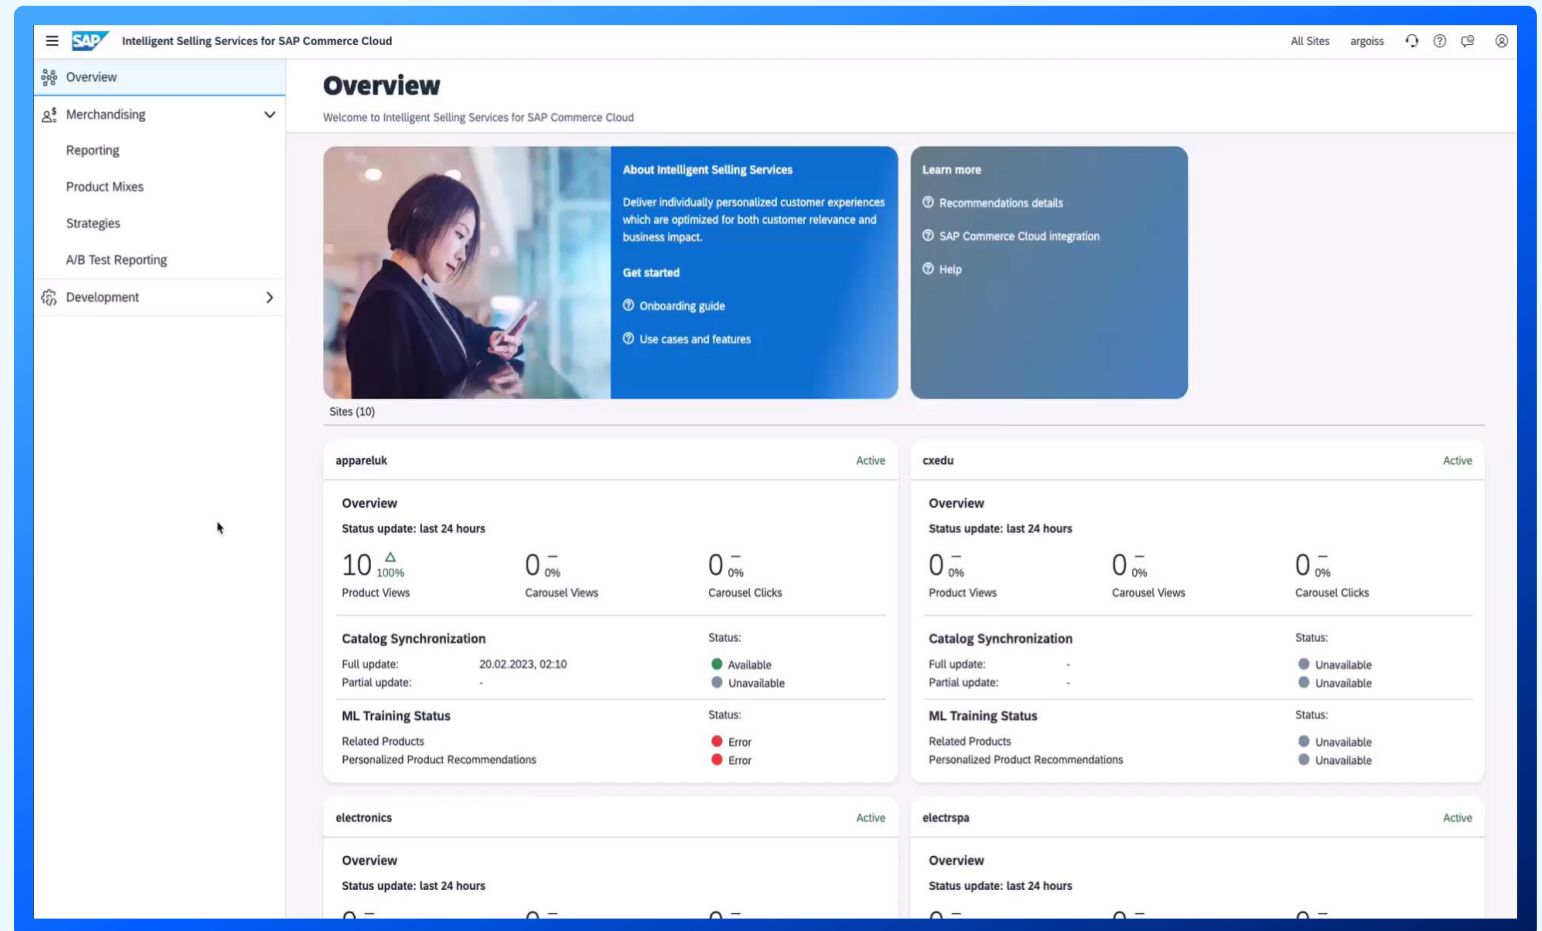 SAP Intelligent Selling Services for SAP Commerce Cloud
All Sites argoiss
Overview
Merchandising
Reporting
Product Mixes
Strategies
A/B Test Reporting
Development
Overview
Welcome to Intelligent Selling Services for SAP Commerce Cloud
About Intelligent Selling Services
Deliver individually personalized customer experiences
which are optimized for both customer relevance and
business impact.
Get started
Onboarding guide
Use cases and features
Learn more
Recommendations details
SAP Commerce Cloud integration
Help
Sites (10)
appareluk Active
Overview
Status update: last 24 hours
10 100% 0 0% 0 0%
Product Views Carousel Views Carousel Clicks
Catalog Synchronization Status:
Full update: 20.02.2023, 02:10 Available
Partial update: - Unavailable
ML Training Status Status:
Related Products Error
Personalized Product Recommendations Error
cxedu Active
Overview
Status update: last 24 hours
0 0% 0 0% 0 0%
Product Views Carousel Views Carousel Clicks
Catalog Synchronization Status:
Full update: - Unavailable
Partial update: - Unavailable
ML Training Status Status:
Related Products Unavailable
Personalized Product Recommendations Unavailable
electronics Active
Overview
Status update: last 24 hours
electrspa Active
Overview
Status update: last 24 hours